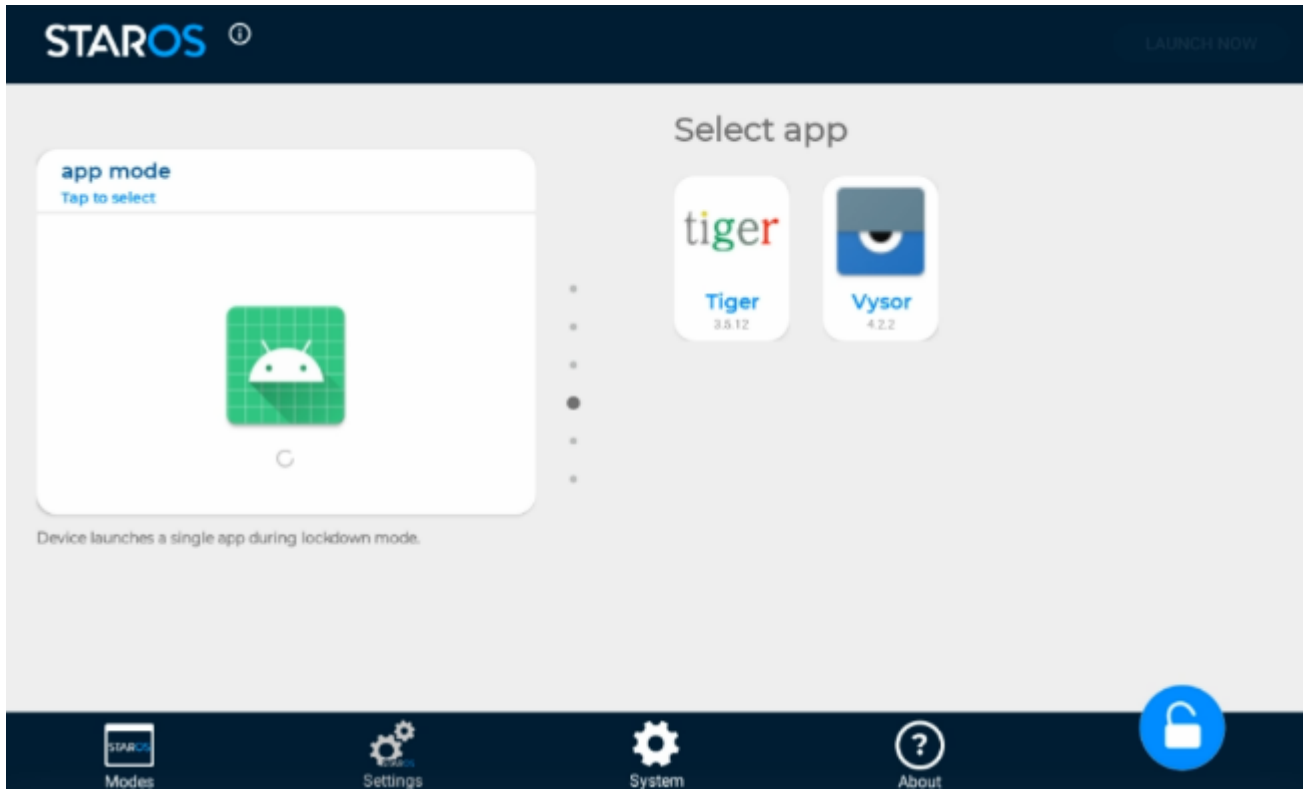 STAROS
LAUNCH NOW
Select app
app mode
Tap to select
tiger
Tiger
3.8.12
Vysor
4.2.2
Device launches a single app during lockdown mode.
STAROS
Modes
Settings
System
?
About